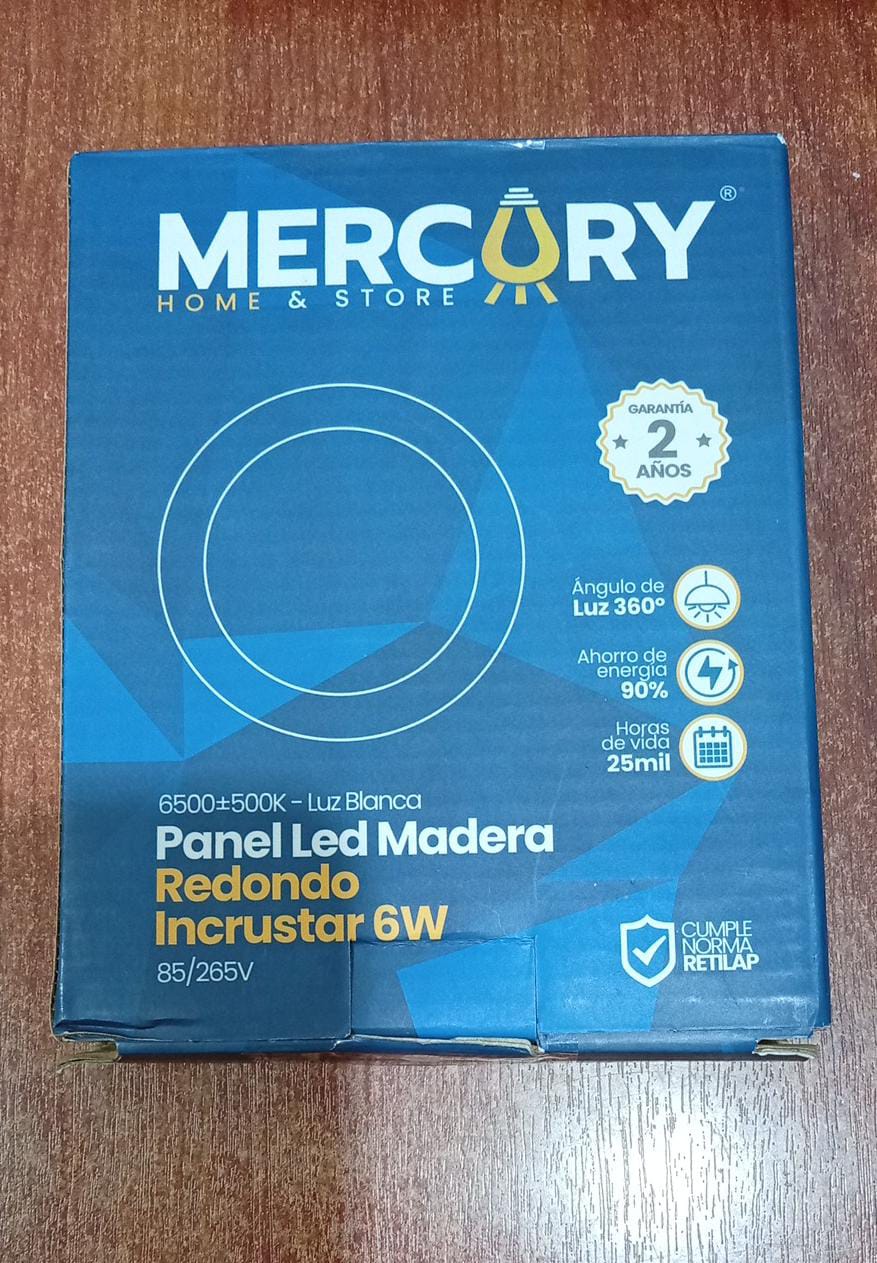 MERCURY®
HOME & STORE
GARANTÍA
2
AÑOS
Ángulo de
Luz 360º
Ahorro de
energía
90%
Horas
de vida
25mil
6500±500K - Luz Blanca
Panel Led Madera
Redondo
Incrustar 6W
85/265V
CUMPLE
NORMA
RETILAP